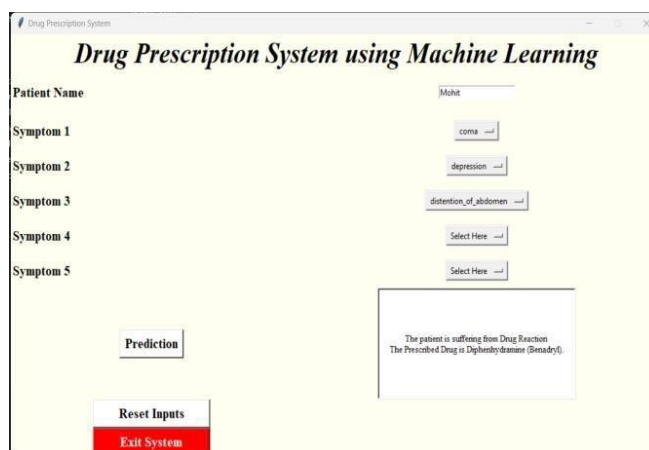 Drug Prescription System
Drug Prescription System using Machine Learning
Patient Name
Mohit
Symptom 1
coma
Symptom 2
depression
Symptom 3
distention_of_abdomen
Symptom 4
Select Here
Symptom 5
Select Here
Prediction
The patient is suffering from Drug Reaction
The Prescribed Drug is Diphenhydramine (Benadryl).
Reset Inputs
Exit System